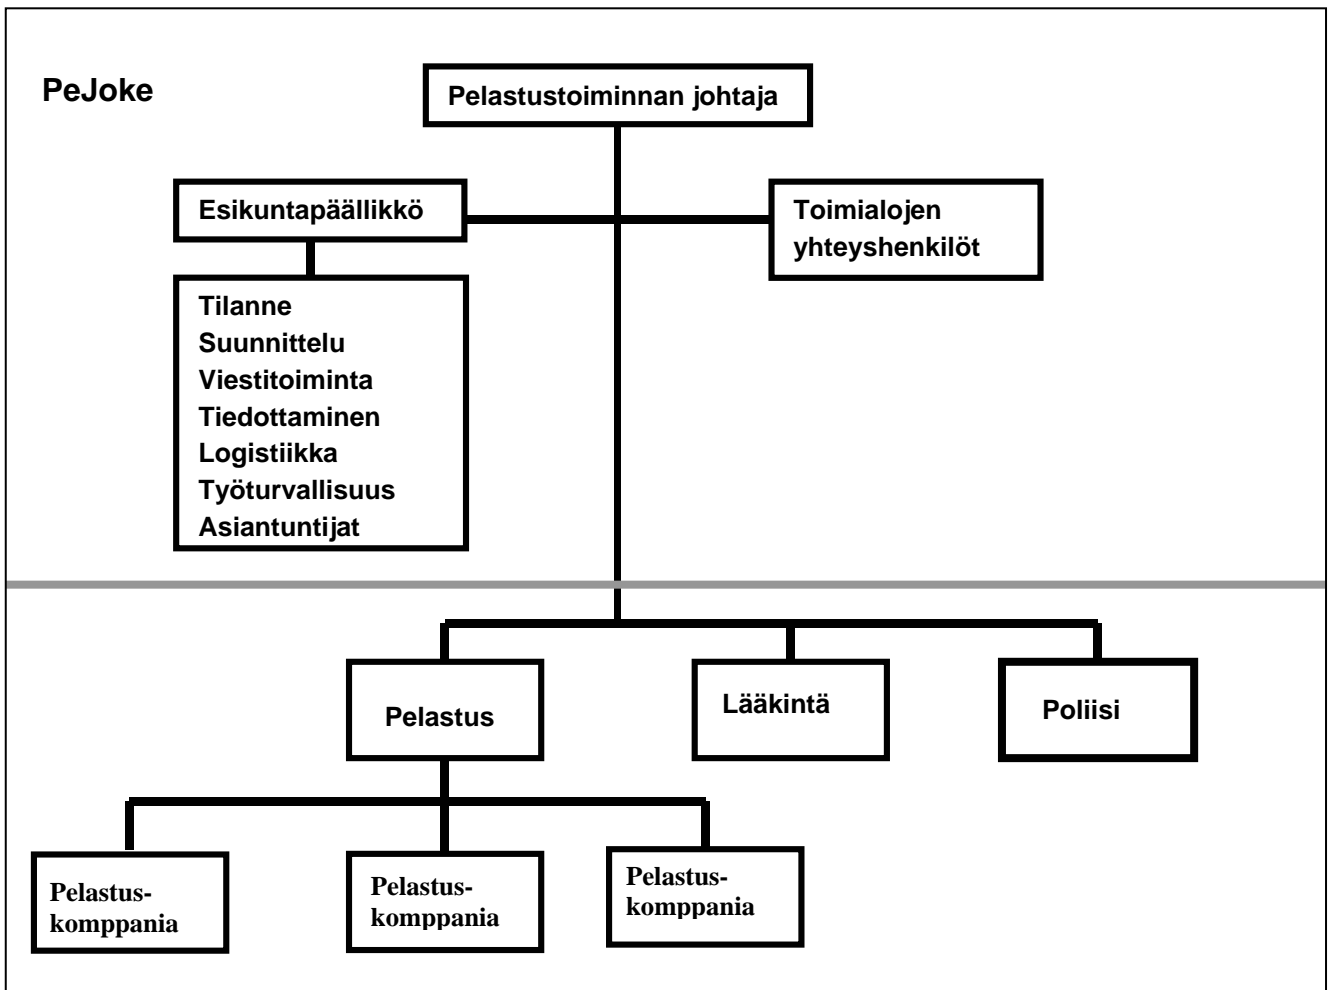 PeJoke
Pelastustoiminnan johtaja
Esikuntapäällikkö
Toimialojen
yhteyshenkilöt
Tilanne
Suunnittelu
Viestitoiminta
Tiedottaminen
Logistiikka
Työturvallisuus
Asiantuntijat
Pelastus
Lääkintä
Poliisi
Pelastus-
komppania
Pelastus-
komppania
Pelastus-
komppania